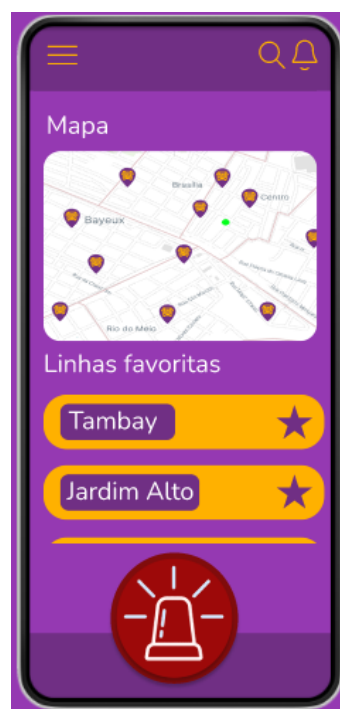 Mapa
Brasília
Centro
Bayeux
Rio do Meio
Linhas favoritas
Tambay
Jardim Alto